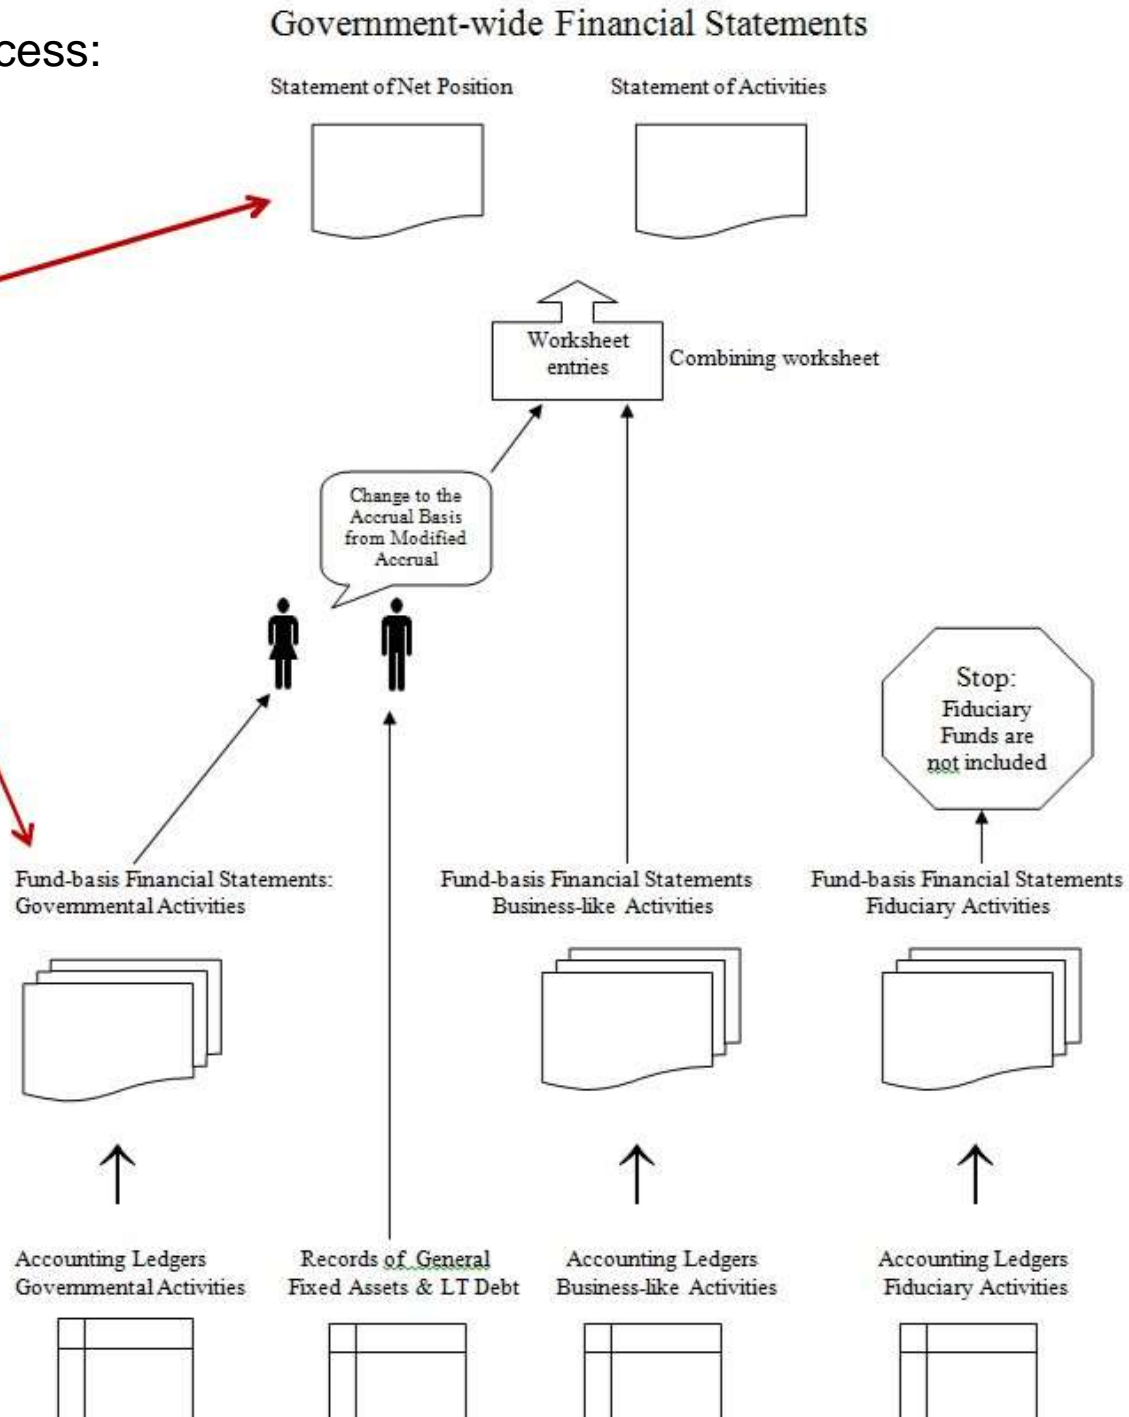 Government-wide Financial Statements
cess:
Statement of Net Position
Statement of Activities
Worksheet
entries
Combining worksheet
Change to the
Accrual Basis
from Modified
Accrual
Stop:
Fiduciary
Funds are
not included
Fund-basis Financial Statements:
Governmental Activities
Fund-basis Financial Statements
Business-like Activities
Fund-basis Financial Statements
Fiduciary Activities
Accounting Ledgers
Governmental Activities
Records of General
Fixed Assets & LT Debt
Accounting Ledgers
Business-like Activities
Accounting Ledgers
Fiduciary Activities